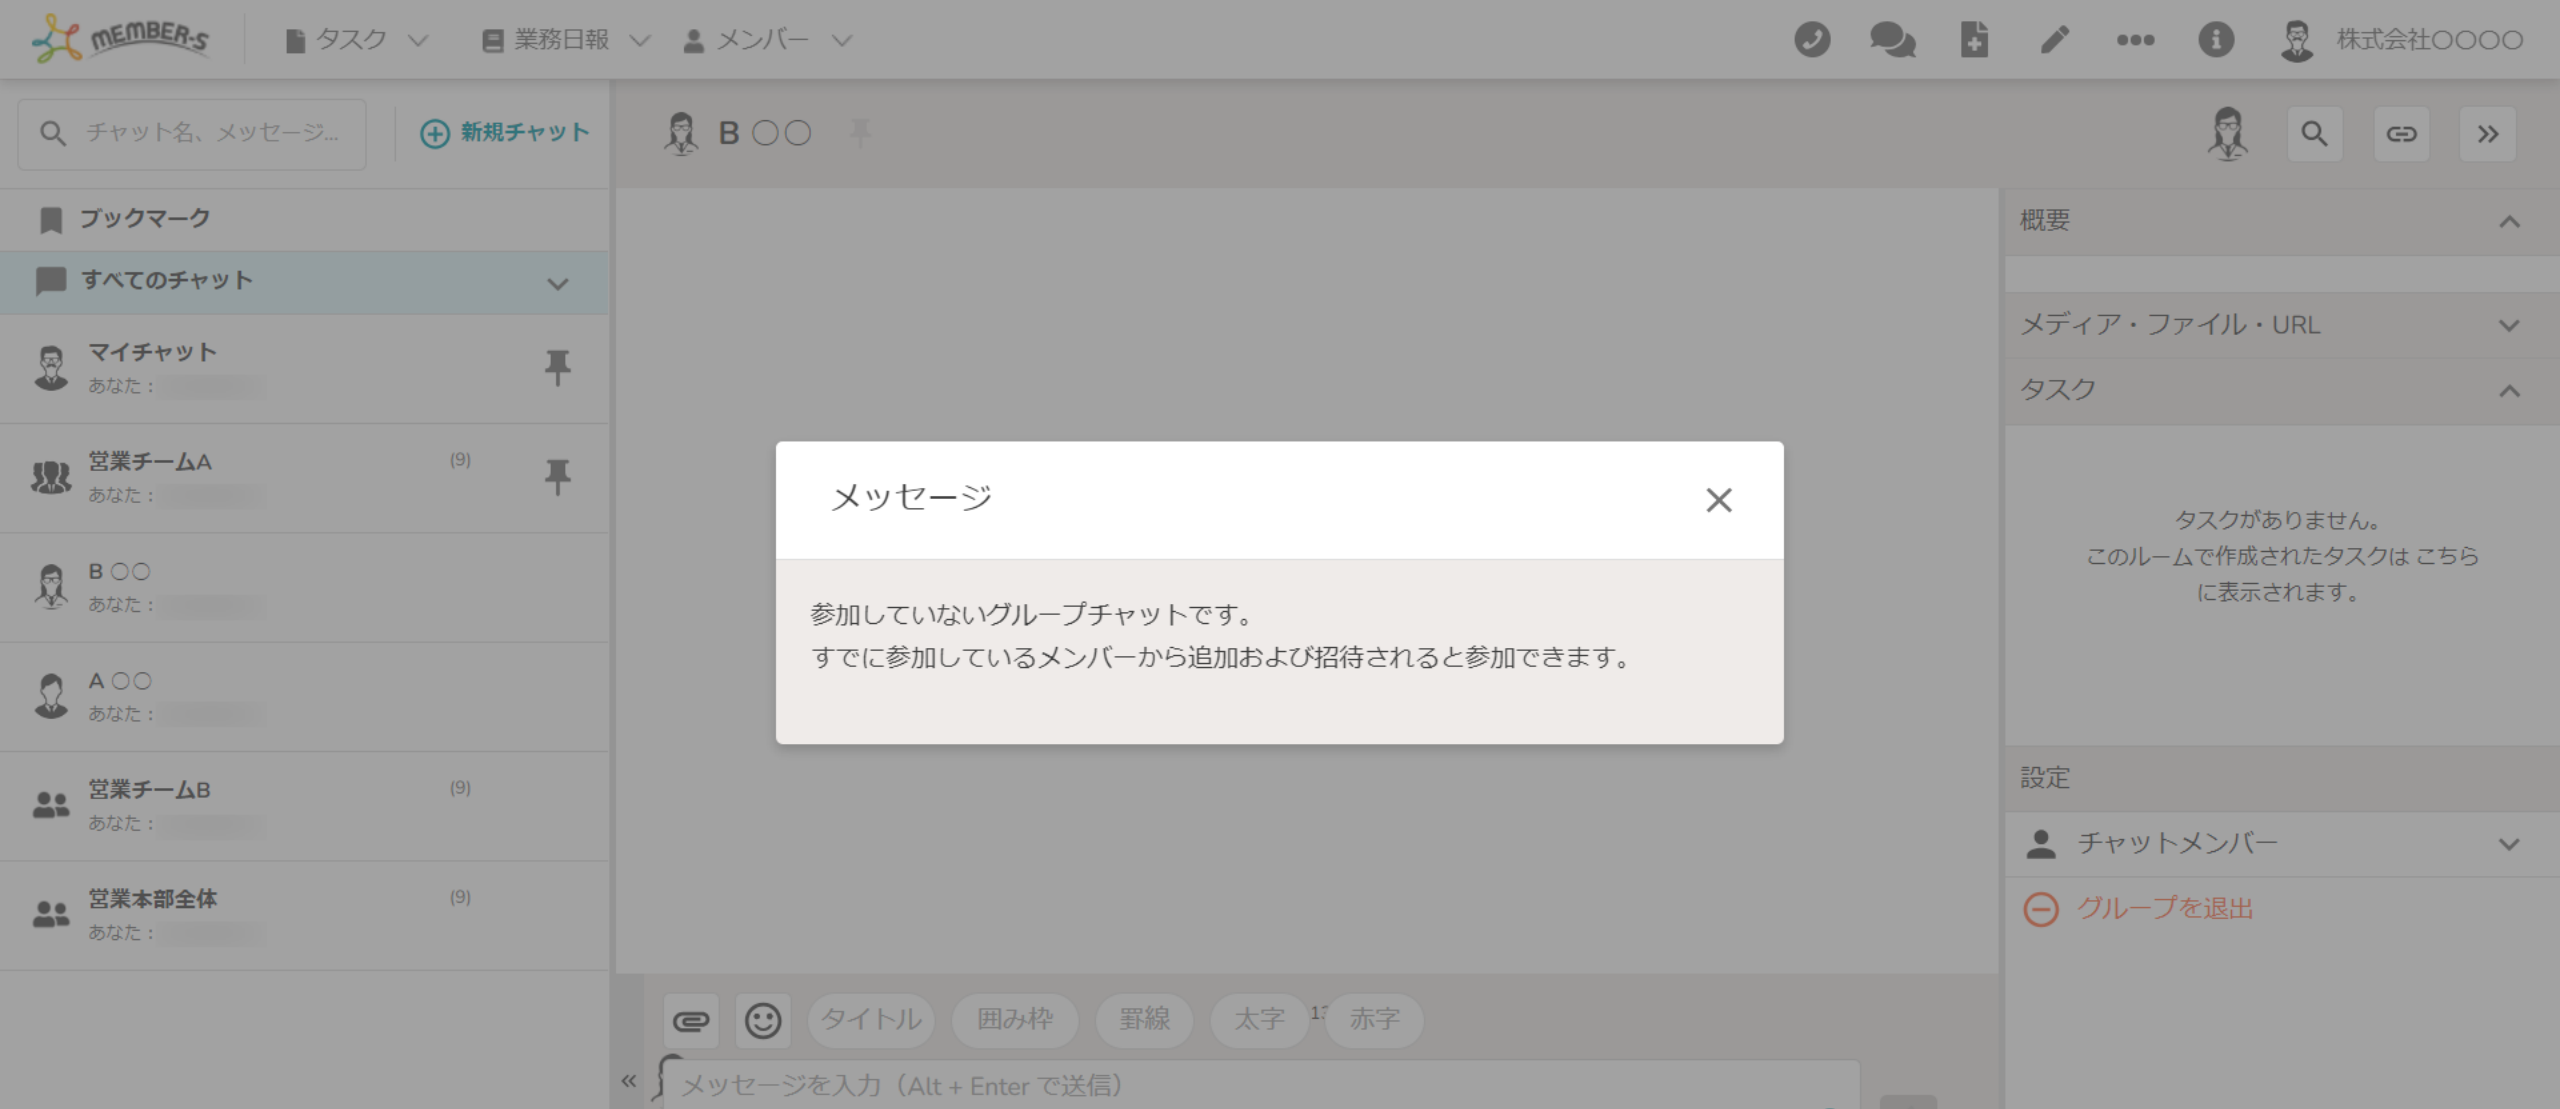 MEMBER-S
タスク
業務日報
メンバー
株式会社○○○○
チャット名、メッセージ...
新規チャット
ブックマーク
すべてのチャット
マイチャット
あなた :
営業チームA (9)
あなた :
B ○○
あなた :
A ○○
あなた :
営業チームB (9)
あなた :
営業本部全体 (9)
あなた :
B ○○
メッセージ
参加していないグループチャットです。
すでに参加しているメンバーから追加および招待されると参加できます。
タイトル
囲み枠
罫線
太字
赤字
メッセージを入力（Alt + Enter で送信）
概要
メディア・ファイル・URL
タスク
タスクがありません。
このルームで作成されたタスクは こちら
に表示されます。
設定
チャットメンバー
グループを退出